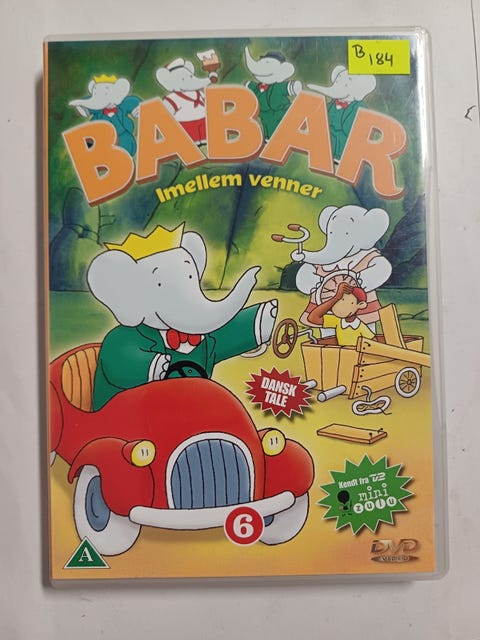 B 184
BABAR
Imellem venner
DANSK
TALE
Kendt fra TV2
mini
zulu
6
A
DVD
VIDEO